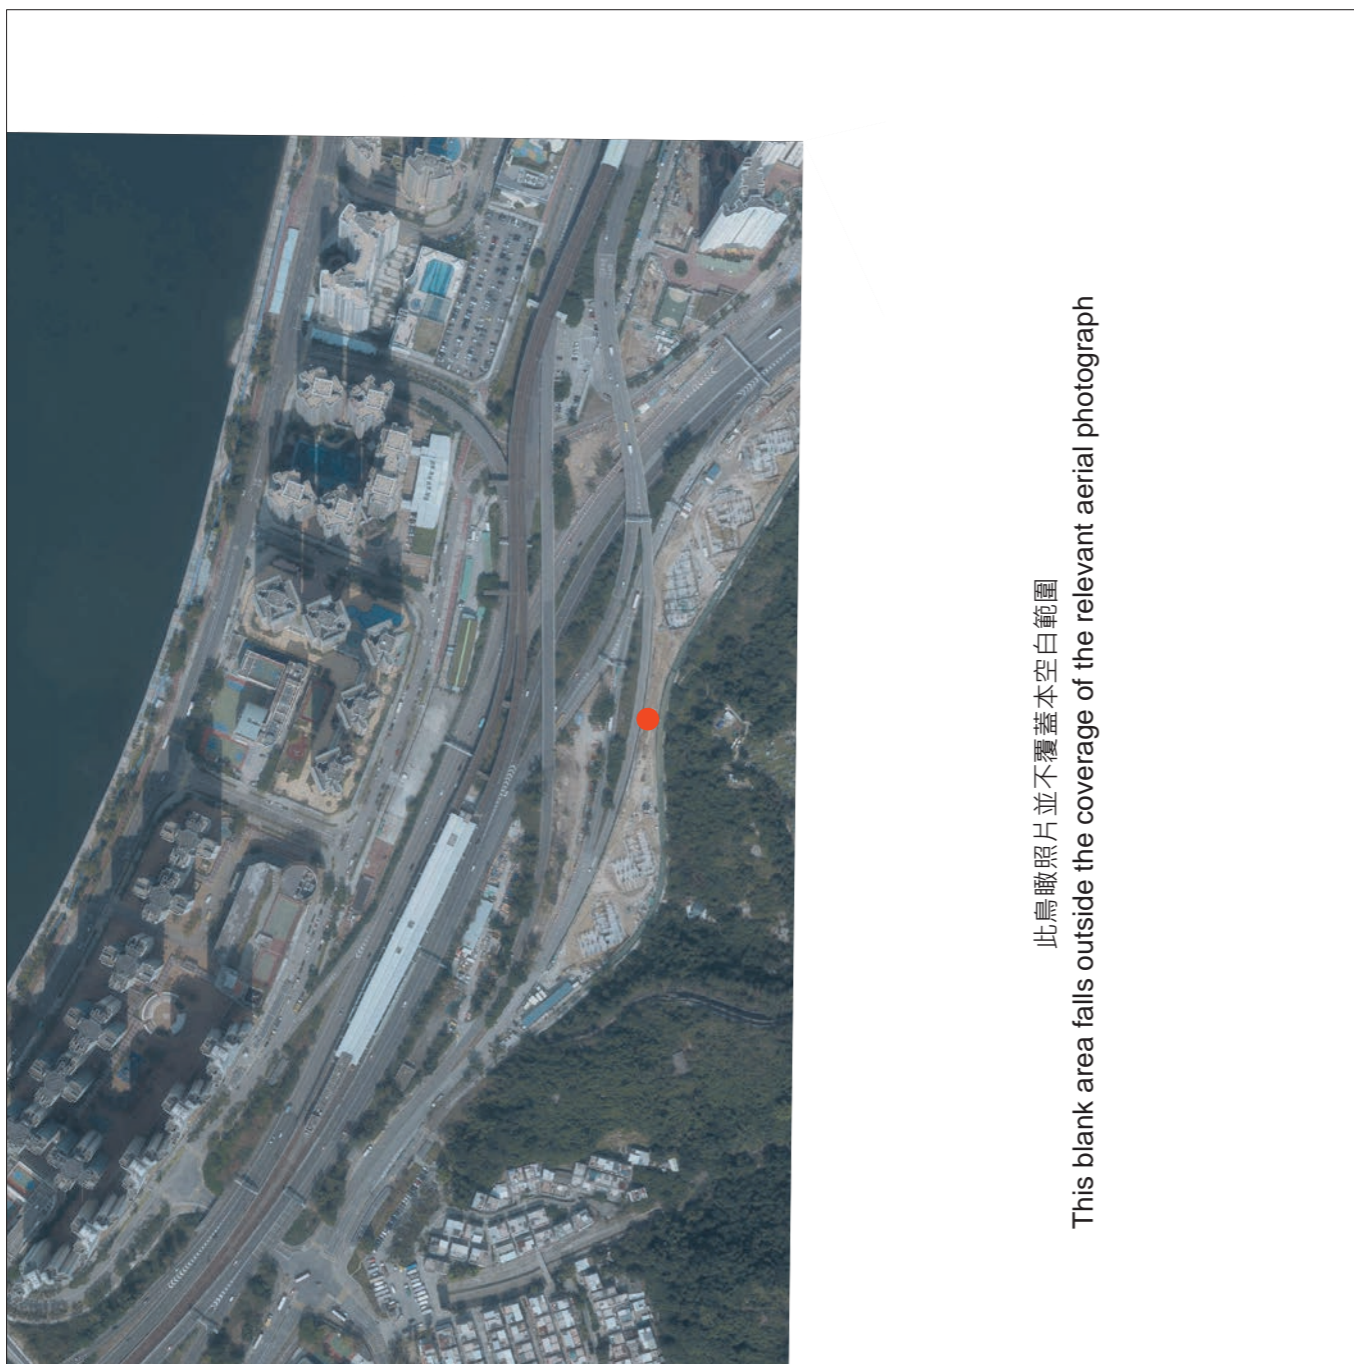 此鳥瞰照片並不覆蓋本空白範圍
This blank area falls outside the coverage of the relevant aerial photograph